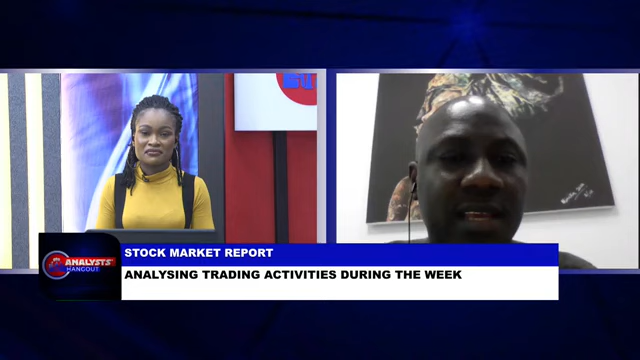 STOCK MARKET REPORT
ANALYSTS'
HANGOUT
ANALYSING TRADING ACTIVITIES DURING THE WEEK